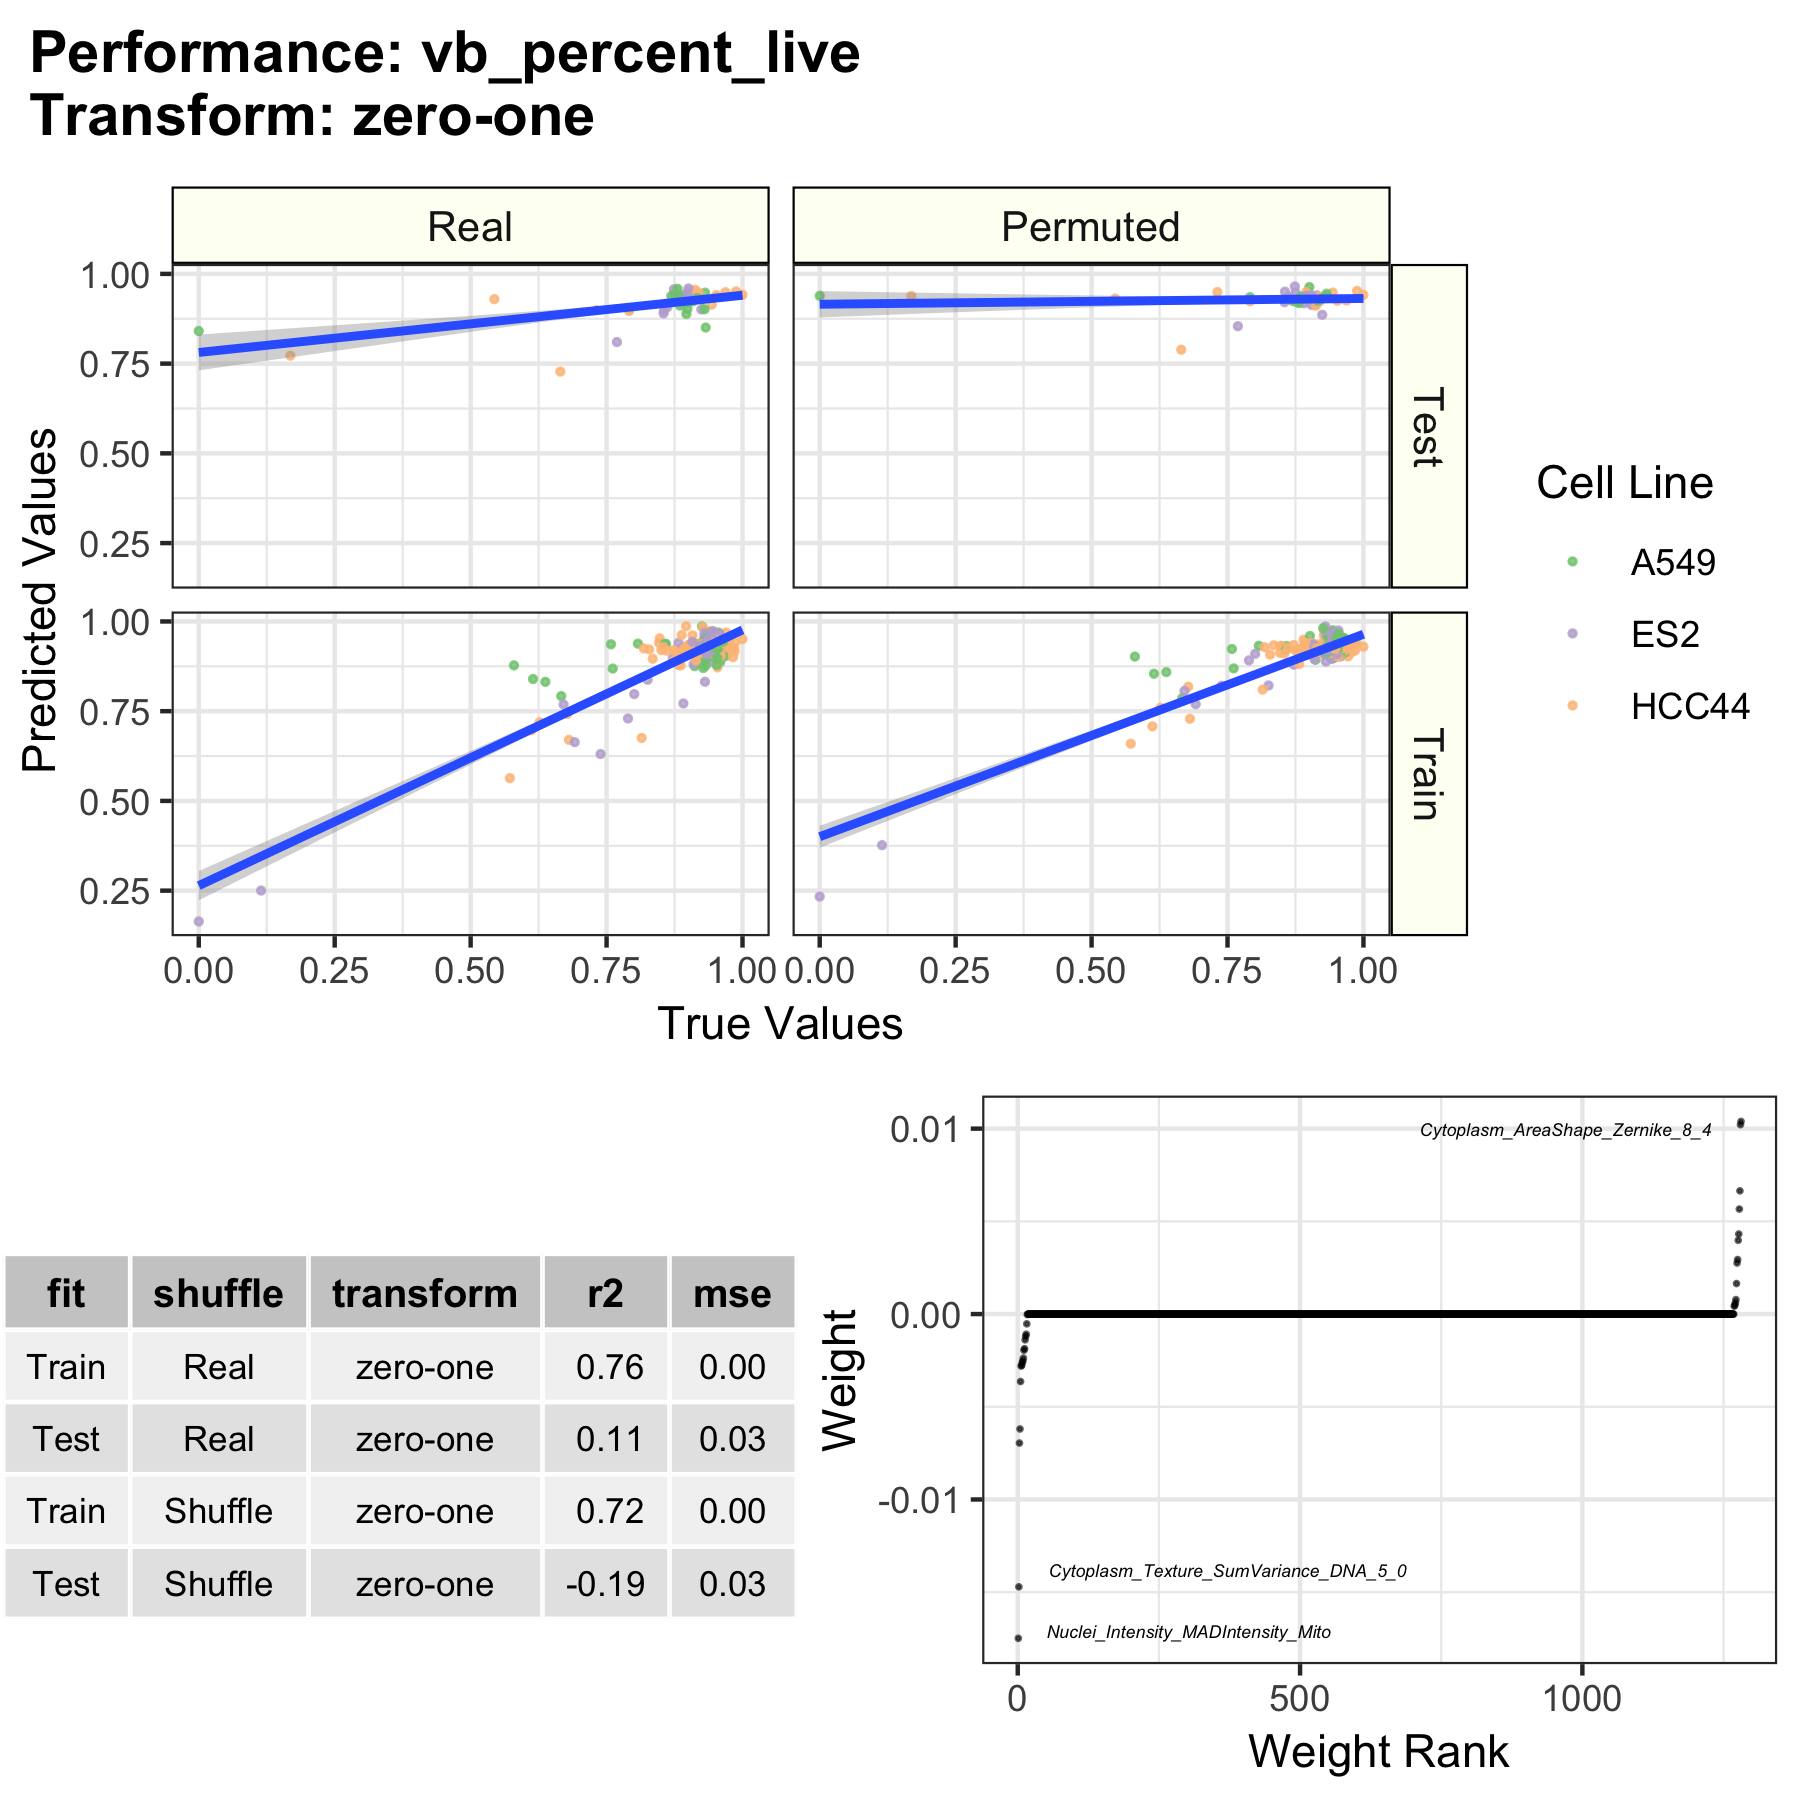 Performance: vb_percent_live
Transform: zero-one
Real
Permuted
1.00
0.75
0.50
0.25
Test
1.00
0.75
0.50
0.25
Train
Predicted Values
0.00 0.25 0.50 0.75 1.00 0.00 0.25 0.50 0.75 1.00
True Values
Cell Line
A549
ES2
HCC44
fit shuffle transform r2 mse
Train Real zero-one 0.76 0.00
Test Real zero-one 0.11 0.03
Train Shuffle zero-one 0.72 0.00
Test Shuffle zero-one -0.19 0.03
Weight
0.01
0.00
-0.01
Cytoplasm_AreaShape_Zernike_8_4
Cytoplasm_Texture_SumVariance_DNA_5_0
Nuclei_Intensity_MADIntensity_Mito
0 500 1000
Weight Rank